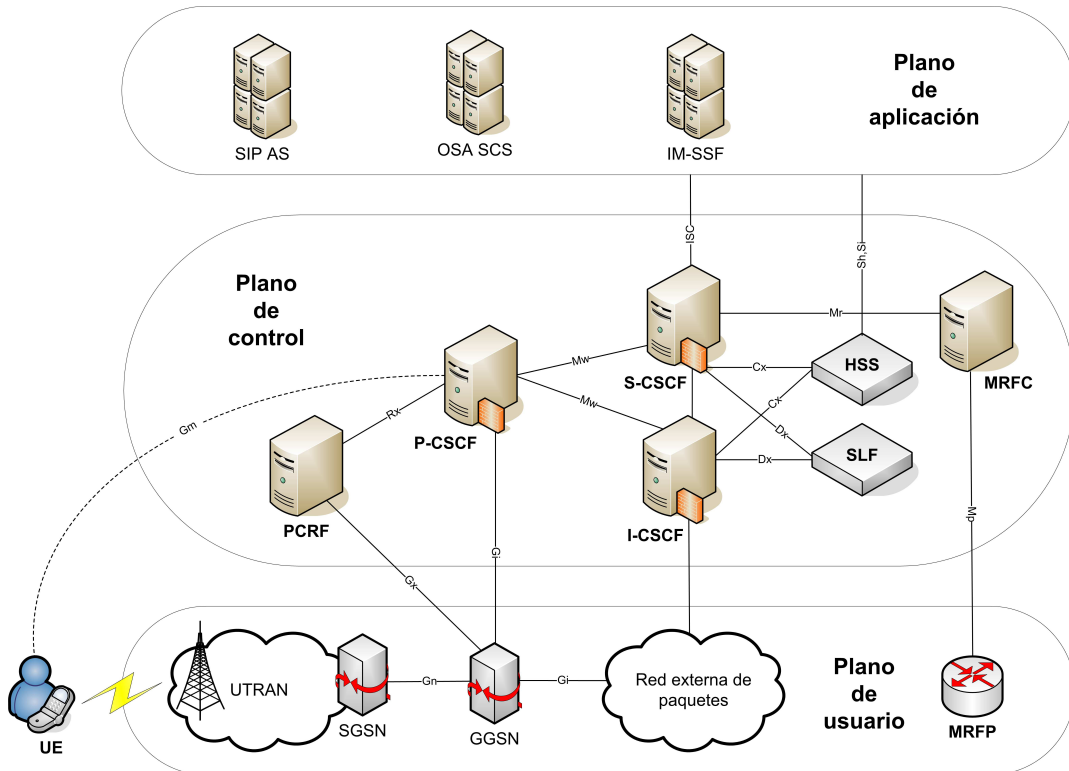 Plano
de
aplicación
SIP AS
OSA SCS
IM-SSF
ISC
Sh,Si
Plano
de
control
Mr
S-CSCF
HSS
MRFC
Mw
Cx
P-CSCF
Mw
Cx
Rx
Gm
Dx
Dx
SLF
PCRF
I-CSCF
Gx
Gi
Mp
UTRAN
SGSN
Gn
GGSN
Gi
Red externa de
paquetes
Plano
de
usuario
MRFP
UE